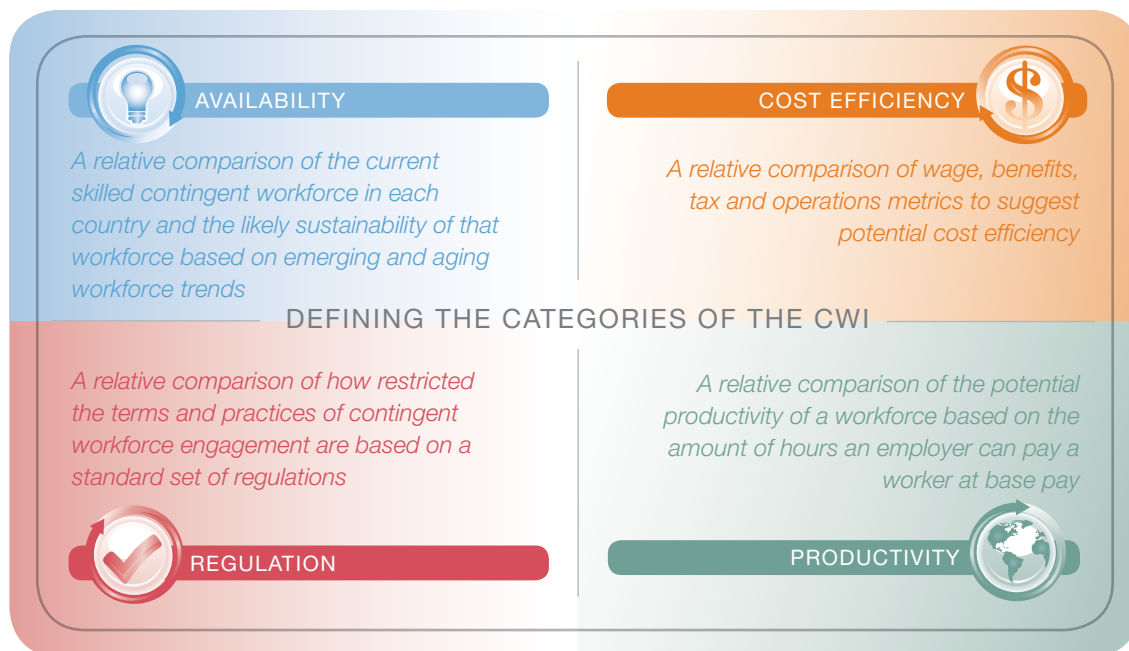 AVAILABILITY
A relative comparison of the current
skilled contingent workforce in each
country and the likely sustainability of that
workforce based on emerging and aging
workforce trends
COST EFFICIENCY
A relative comparison of wage, benefits,
tax and operations metrics to suggest
potential cost efficiency
DEFINING THE CATEGORIES OF THE CWI
A relative comparison of how restricted
the terms and practices of contingent
workforce engagement are based on a
standard set of regulations
REGULATION
A relative comparison of the potential
productivity of a workforce based on the
amount of hours an employer can pay a
worker at base pay
PRODUCTIVITY